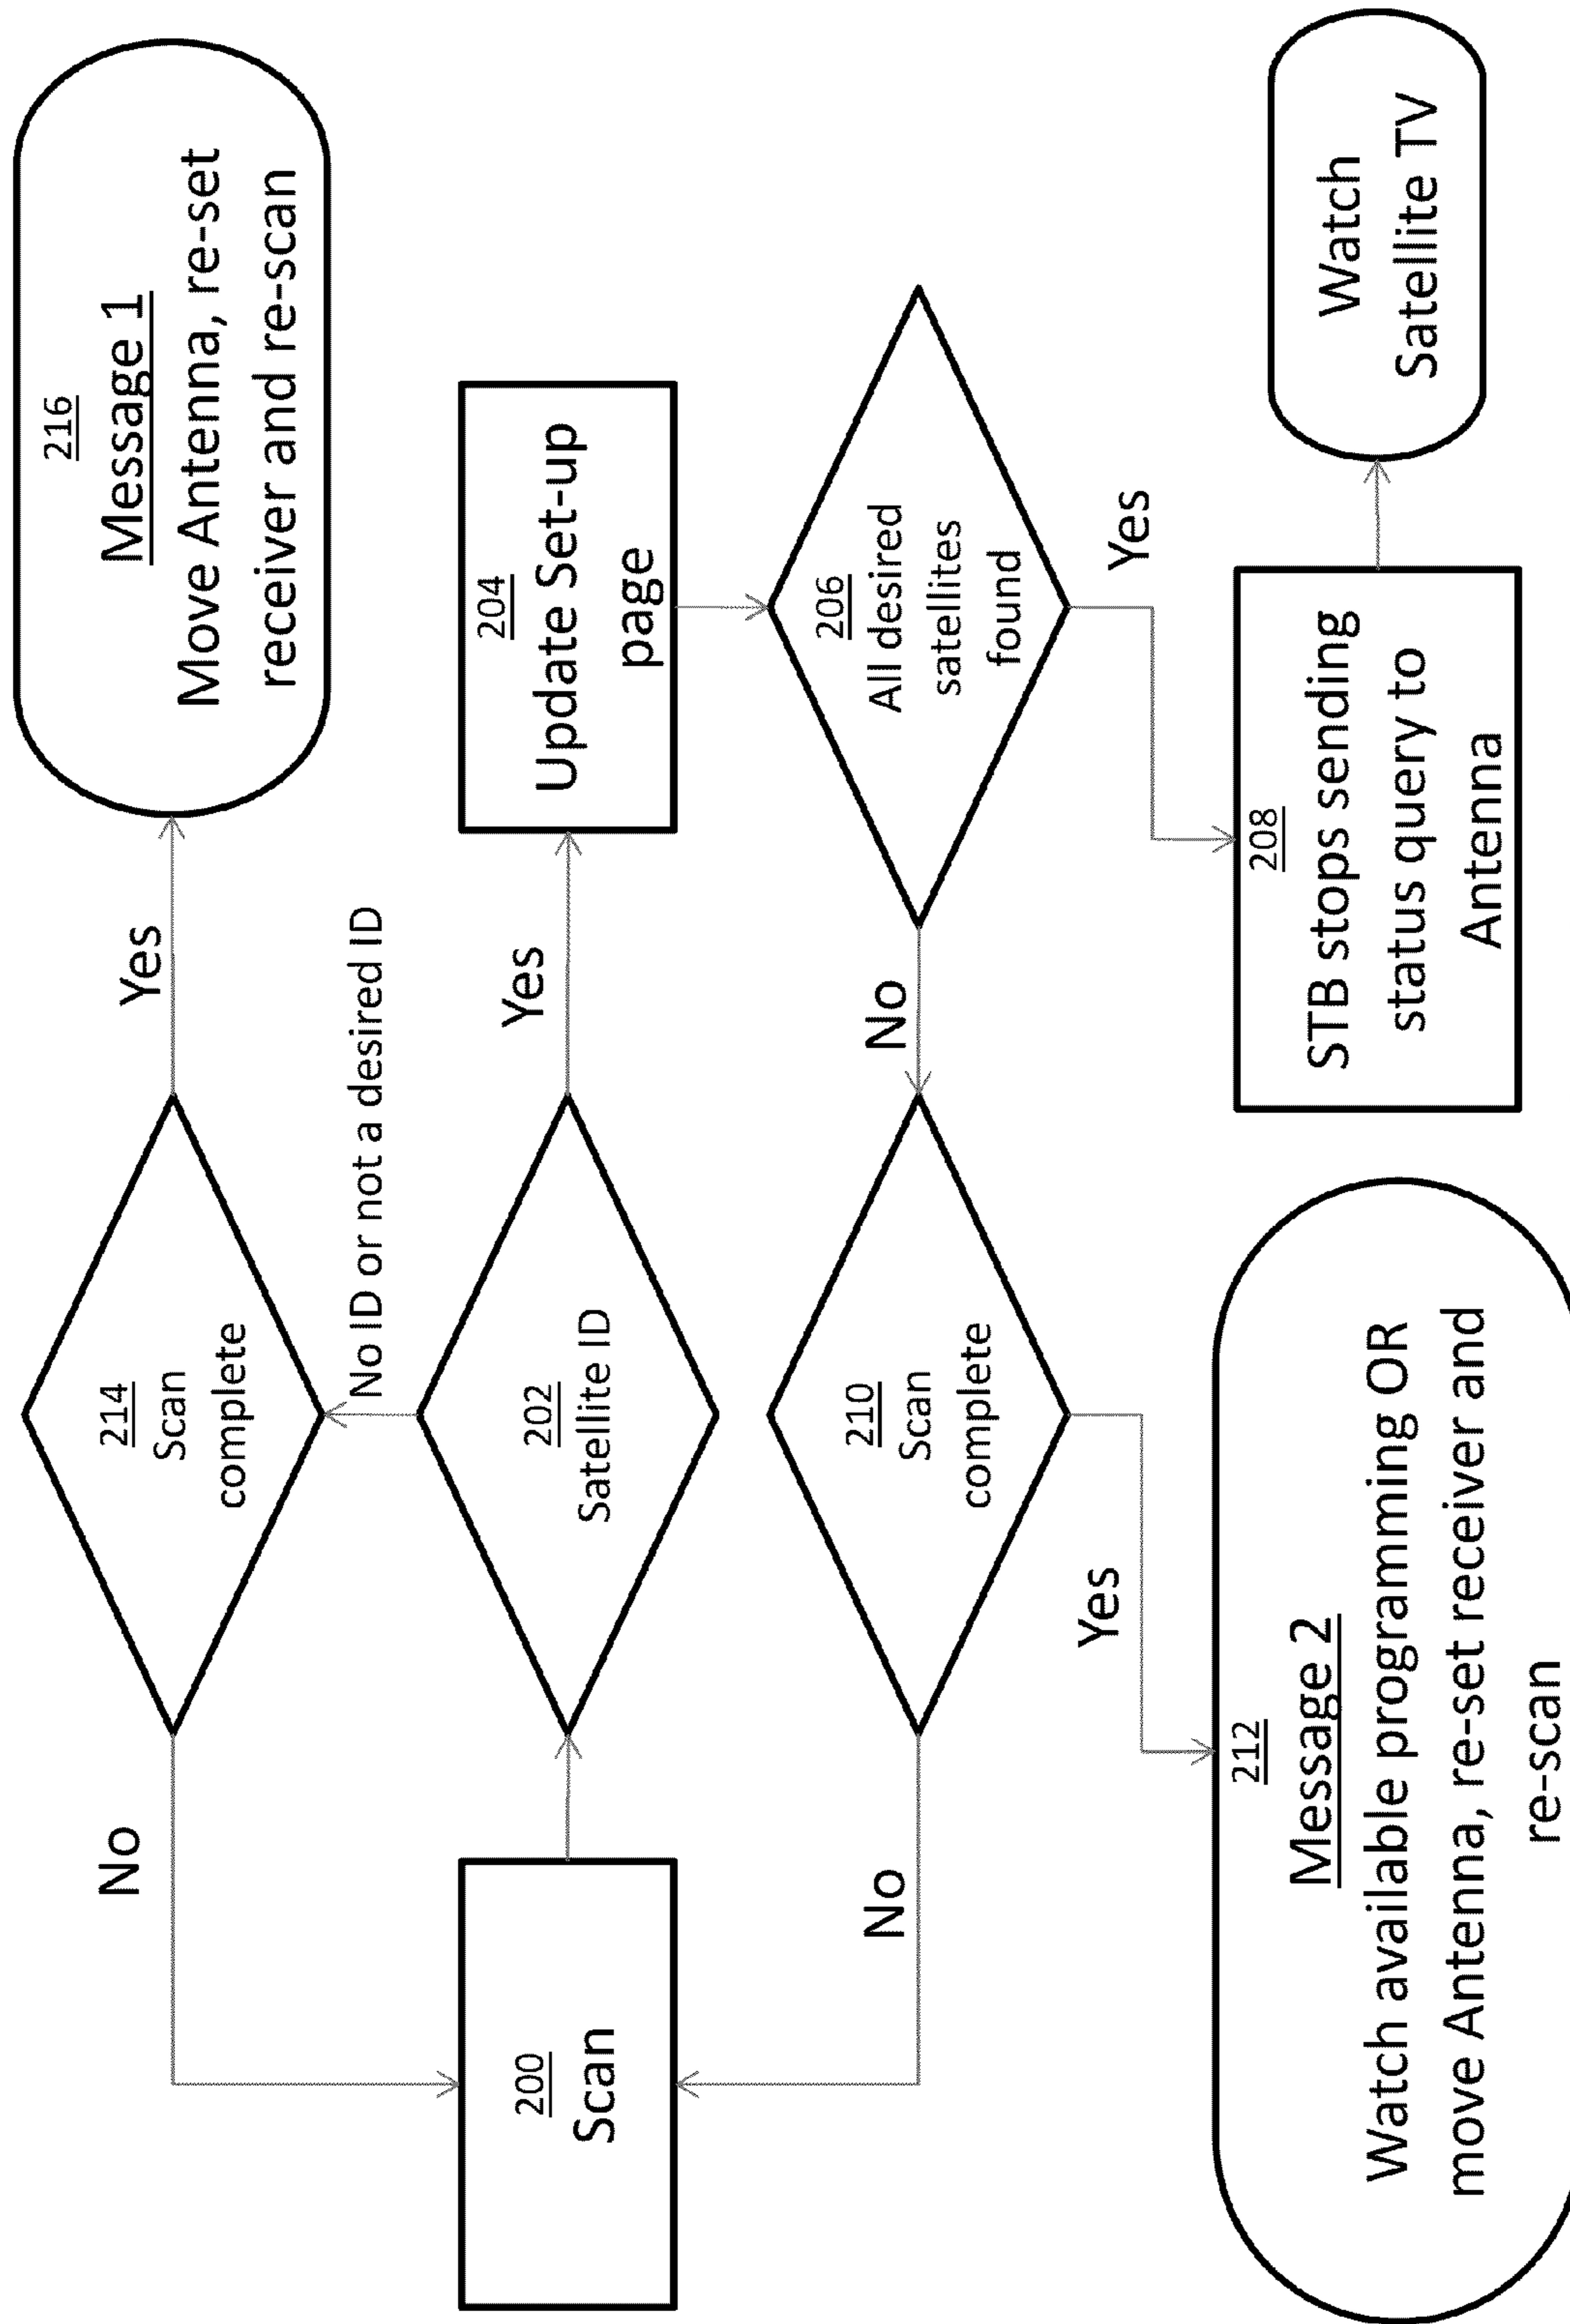 No
214
Scan
complete
Yes
216
Message 1
Move Antenna, re-set
receiver and re-scan
No ID or not a desired ID
200
Scan
202
Satellite ID
Yes
204
Update Set-up
page
No
210
Scan
complete
No
206
All desired
satellites
found
Yes
Yes
212
Message 2
Watch available programming OR
move Antenna, re-set receiver and
re-scan
208
STB stops sending
status query to
Antenna
Watch
Satellite TV